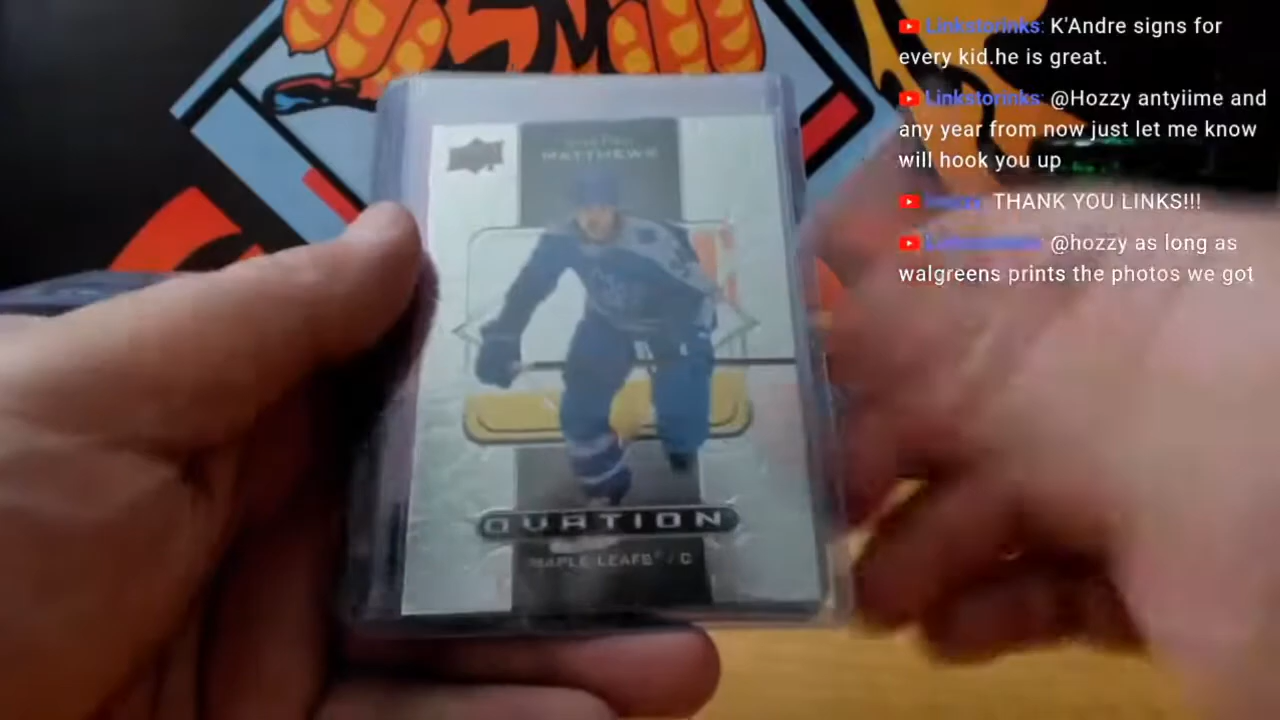 Linkstorinks: K'Andre signs for
every kid.he is great.
Linkstorinks: @Hozzy antyiime and
any year from now just let me know
will hook you up
THANK YOU LINKS!!!
@hozzy as long as
walgreens prints the photos we got
MATTHEWS
OVATION
MAPLE LEAFS / C